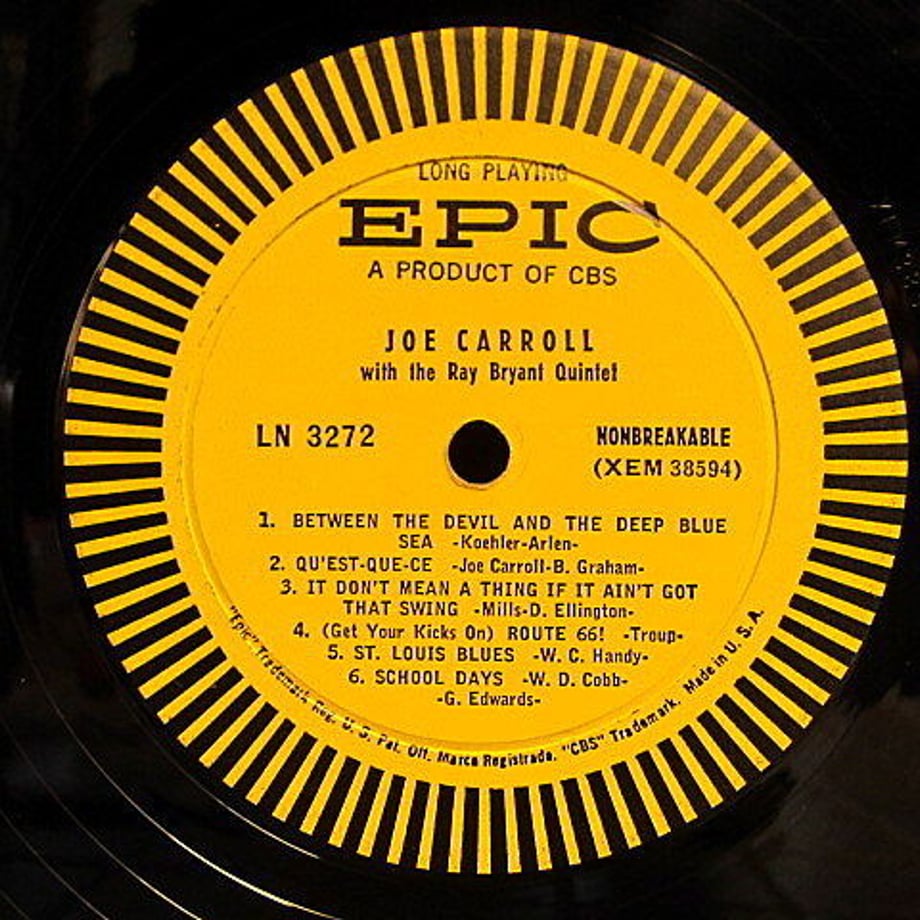 LONG PLAYING
EPIC
A PRODUCT OF CBS
JOE CARROLL
with the Ray Bryant Quintet
LN 3272
NONBREAKABLE
(XEM 38594)
1. BETWEEN THE DEVIL AND THE DEEP BLUE
SEA -Koehler-Arlen-
2. QU'EST-QUE-CE -Joe Carroll-B. Graham-
3. IT DON'T MEAN A THING IF IT AIN'T GOT
THAT SWING -Mills-D. Ellington-
4. (Get Your Kicks On) ROUTE 66! -Troup-
5. ST. LOUIS BLUES -W. C. Handy-
6. SCHOOL DAYS -W. D. Cobb-
-G. Edwards-
"Epic" Trademark Reg. U. S. Pat. Off. Marca Registrada. "CBS" Trademark. Made in U. S. A.